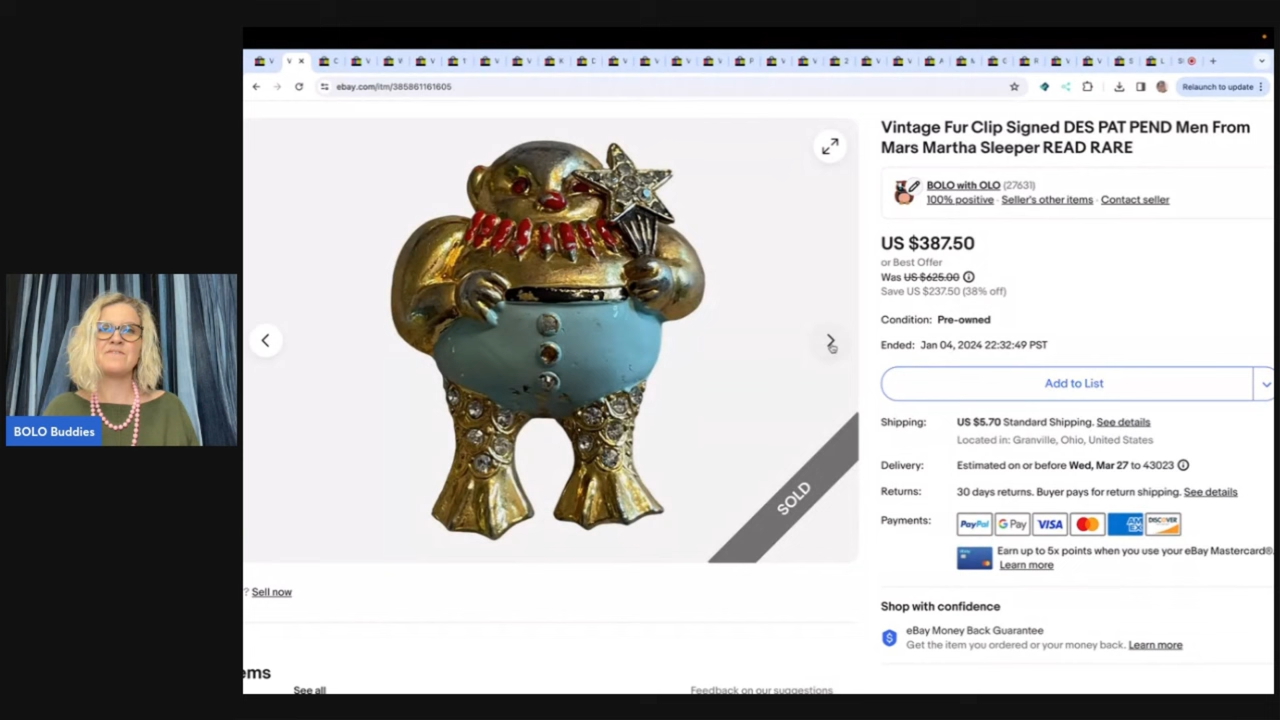 ebay.com/itm/385861161605
Relaunch to update
Vintage Fur Clip Signed DES PAT PEND Men From
Mars Martha Sleeper READ RARE
BOLO with OLO (27631)
100% positive · Seller's other items · Contact seller
US $387.50
or Best Offer
Was US $625.00
Save US $237.50 (38% off)
Condition: Pre-owned
Ended: Jan 04, 2024 22:32:49 PST
Add to List
Shipping: US $5.70 Standard Shipping. See details
Located in: Granville, Ohio, United States
Delivery: Estimated on or before Wed, Mar 27 to 43023
Returns: 30 days returns. Buyer pays for return shipping. See details
Payments: PayPal G Pay VISA AM EX DISCOVER
Earn up to 5x points when you use your eBay Mastercard®
Learn more
Shop with confidence
eBay Money Back Guarantee
Get the item you ordered or your money back. Learn more
SOLD
BOLO Buddies
? Sell now
ems
See all
Feedback on our suggestions